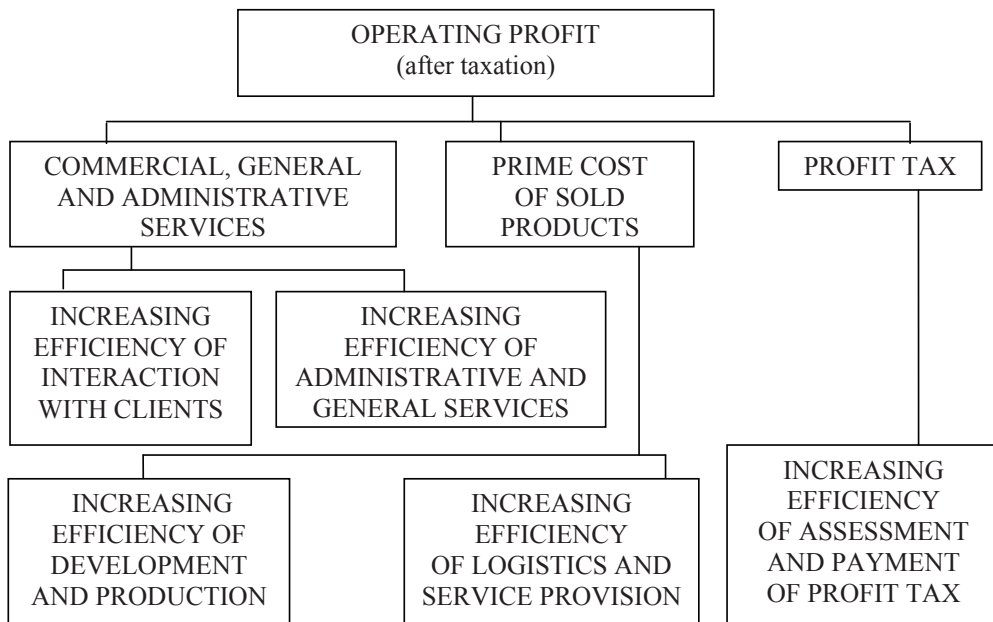 OPERATING PROFIT
(after taxation)
COMMERCIAL, GENERAL
AND ADMINISTRATIVE
SERVICES
PRIME COST
OF SOLD
PRODUCTS
PROFIT TAX
INCREASING
EFFICIENCY OF
INTERACTION
WITH CLIENTS
INCREASING
EFFICIENCY OF
ADMINISTRATIVE AND
GENERAL SERVICES
INCREASING
EFFICIENCY OF
DEVELOPMENT
AND PRODUCTION
INCREASING
EFFICIENCY
OF LOGISTICS AND
SERVICE PROVISION
INCREASING
EFFICIENCY
OF ASSESSMENT
AND PAYMENT
OF PROFIT TAX